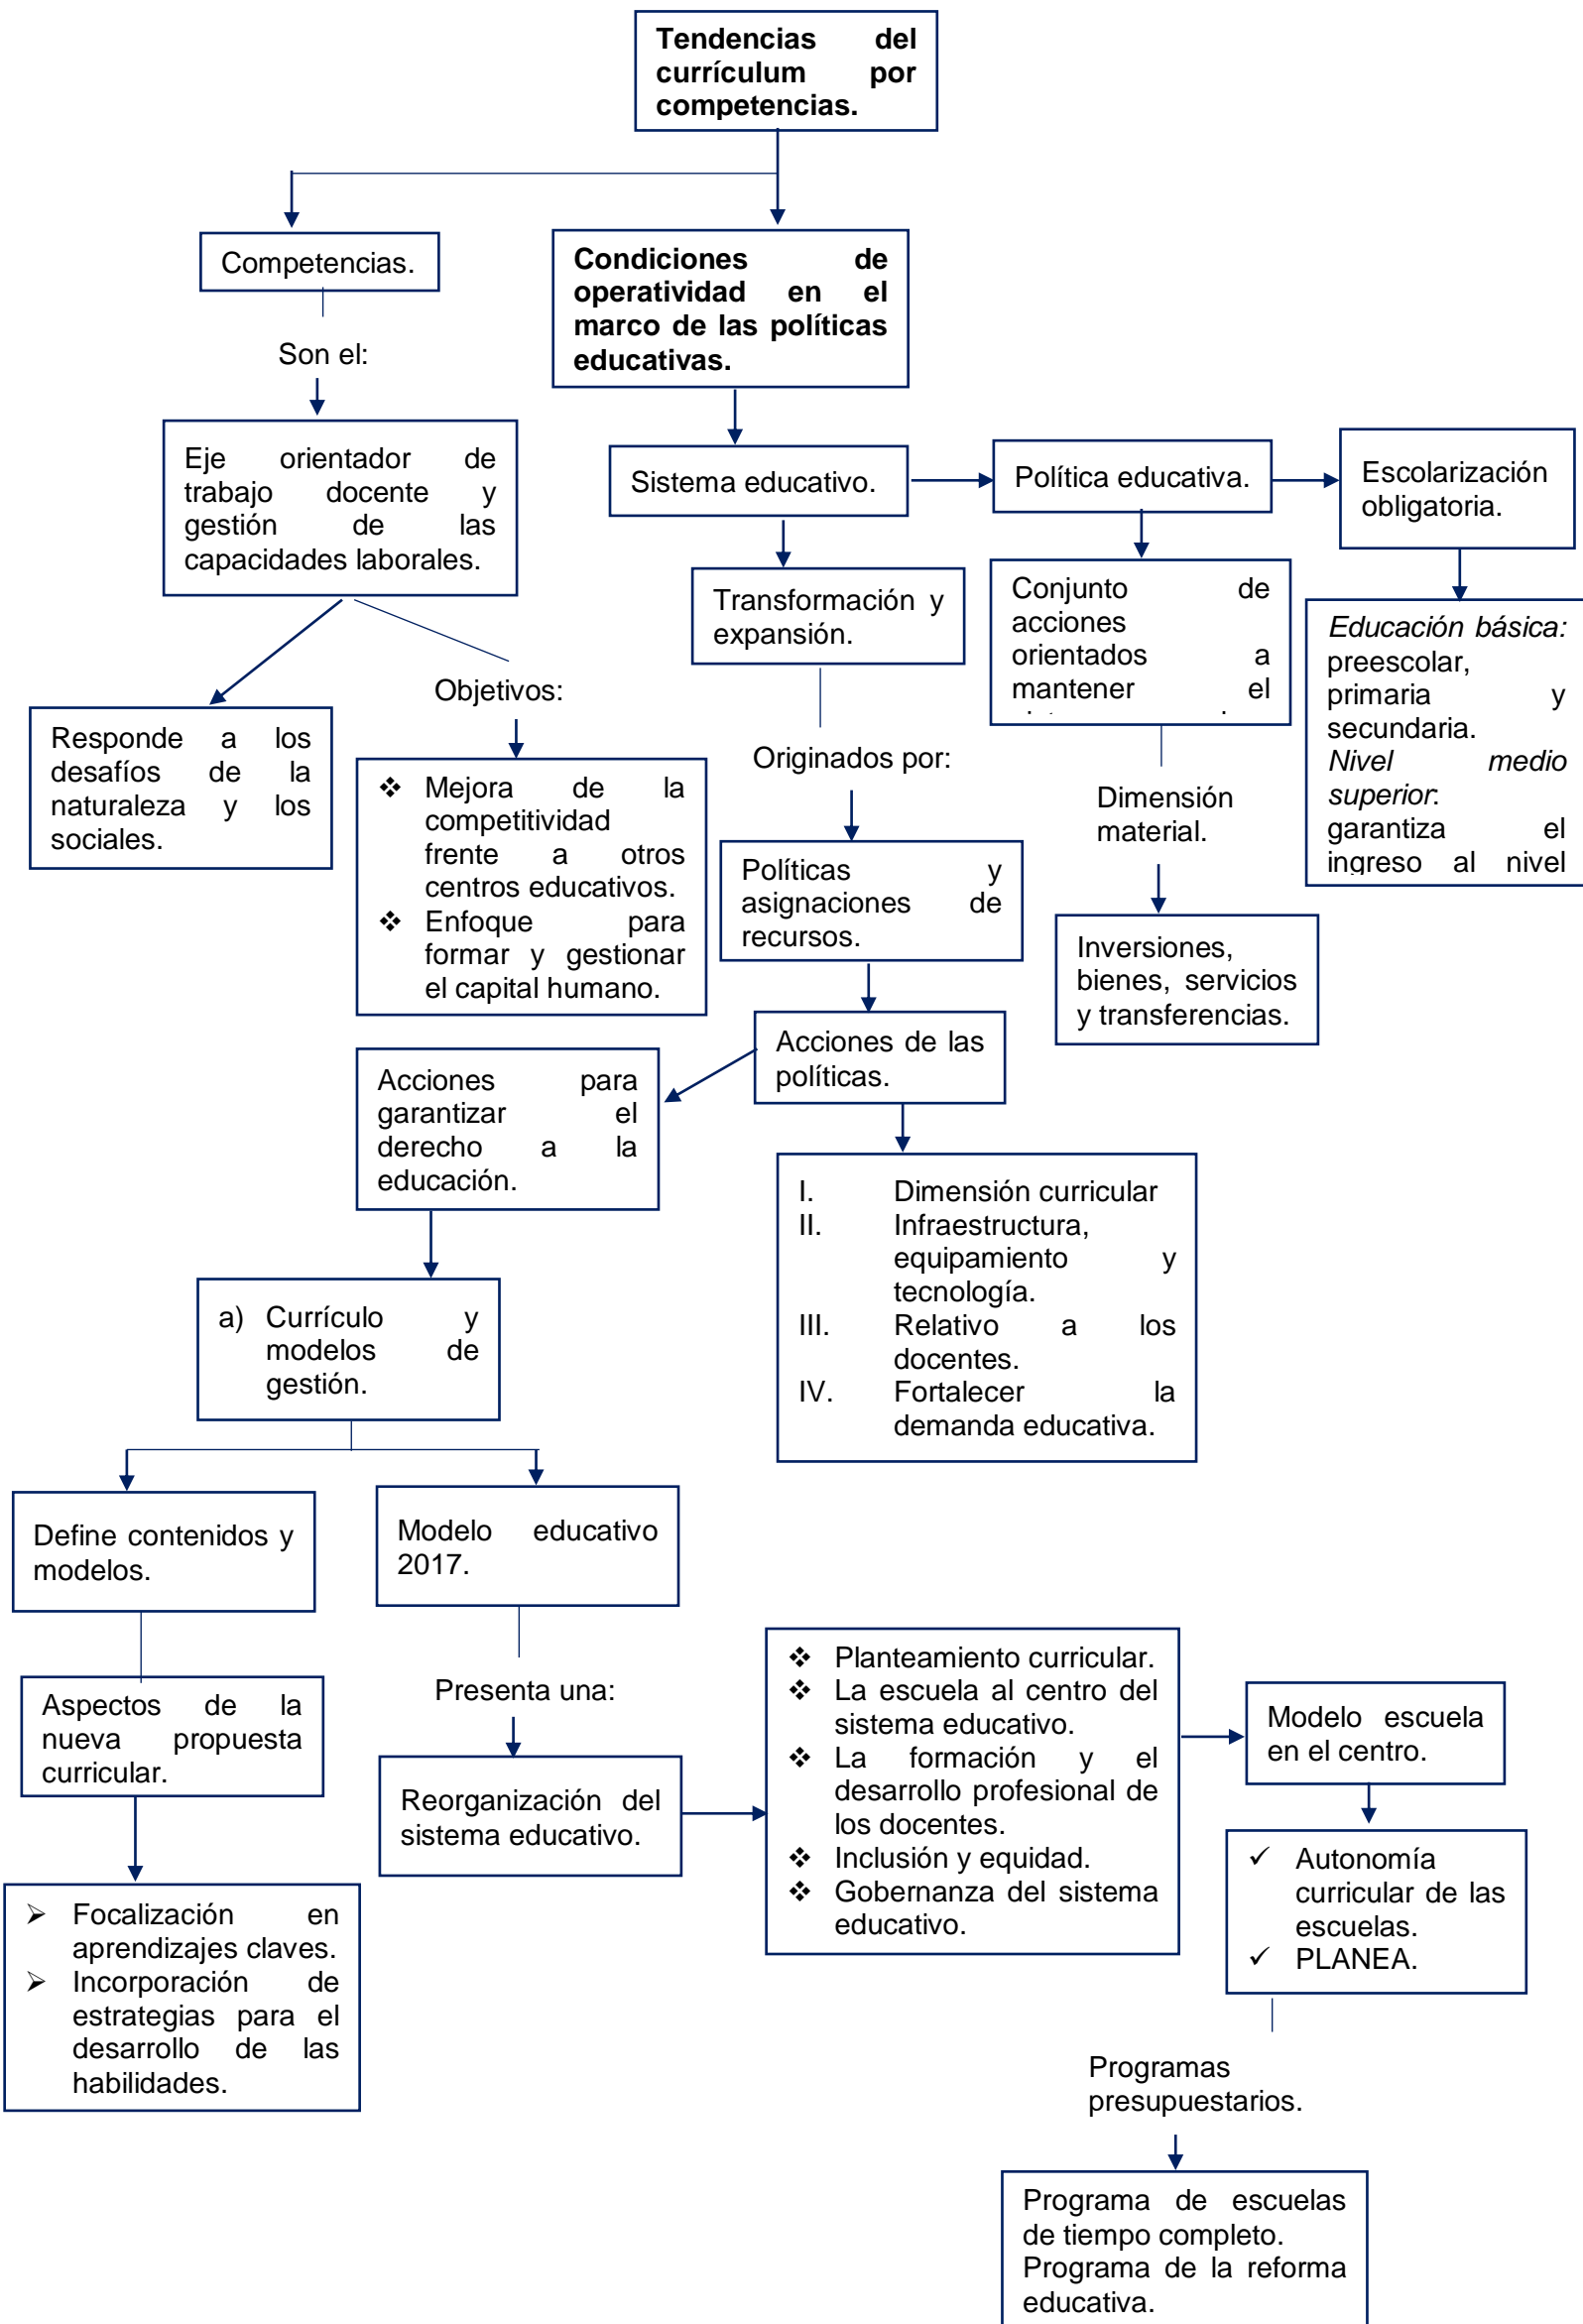 Tendencias del
currículum por
competencias.
Competencias.
Condiciones de
operatividad en el
marco de las políticas
educativas.
Son el:
Eje orientador de
trabajo docente y
gestión de las
capacidades laborales.
Sistema educativo.
Política educativa.
Escolarización
obligatoria.
Transformación y
expansión.
Conjunto de
acciones
orientados a
mantener el
Educación básica:
preescolar,
primaria y
secundaria.
Nivel medio
superior:
garantiza el
ingreso al nivel
Objetivos:
Responde a los
desafíos de la
naturaleza y los
sociales.
❖ Mejora de la
competitividad
frente a otros
centros educativos.
❖ Enfoque para
formar y gestionar
el capital humano.
Originados por:
Dimensión
material.
Políticas y
asignaciones de
recursos.
Inversiones,
bienes, servicios
y transferencias.
Acciones de las
políticas.
Acciones para
garantizar el
derecho a la
educación.
I. Dimensión curricular
II. Infraestructura,
equipamiento y
tecnología.
III. Relativo a los
docentes.
IV. Fortalecer la
demanda educativa.
a) Currículo y
modelos de
gestión.
Define contenidos y
modelos.
Modelo educativo
2017.
Aspectos de la
nueva propuesta
curricular.
Presenta una:
Reorganización del
sistema educativo.
❖ Planteamiento curricular.
❖ La escuela al centro del
sistema educativo.
❖ La formación y el
desarrollo profesional de
los docentes.
❖ Inclusión y equidad.
❖ Gobernanza del sistema
educativo.
Modelo escuela
en el centro.
✓ Autonomía
curricular de las
escuelas.
✓ PLANEA.
➢ Focalización en
aprendizajes claves.
➢ Incorporación de
estrategias para el
desarrollo de las
habilidades.
Programas
presupuestarios.
Programa de escuelas
de tiempo completo.
Programa de la reforma
educativa.